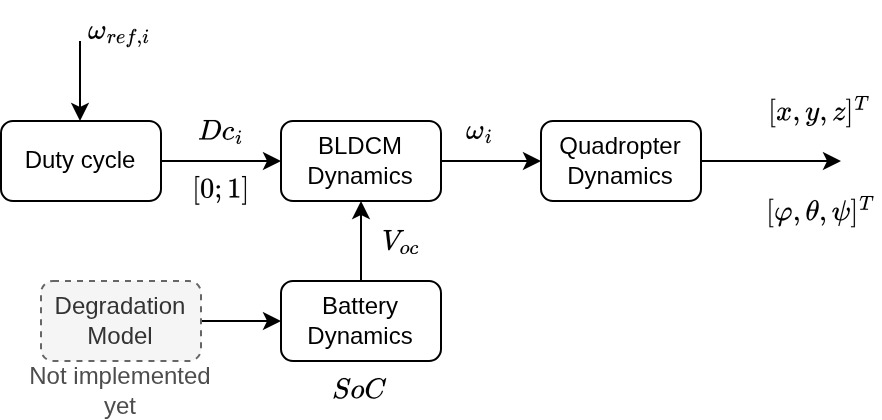 ω_{ref,i}
Dc_i
ω_i
[x, y, z]^T
Duty cycle
BLDCM
Dynamics
Quadropter
Dynamics
[0; 1]
[φ, θ, ψ]^T
V_{oc}
Degradation
Model
Battery
Dynamics
Not implemented
yet
SoC